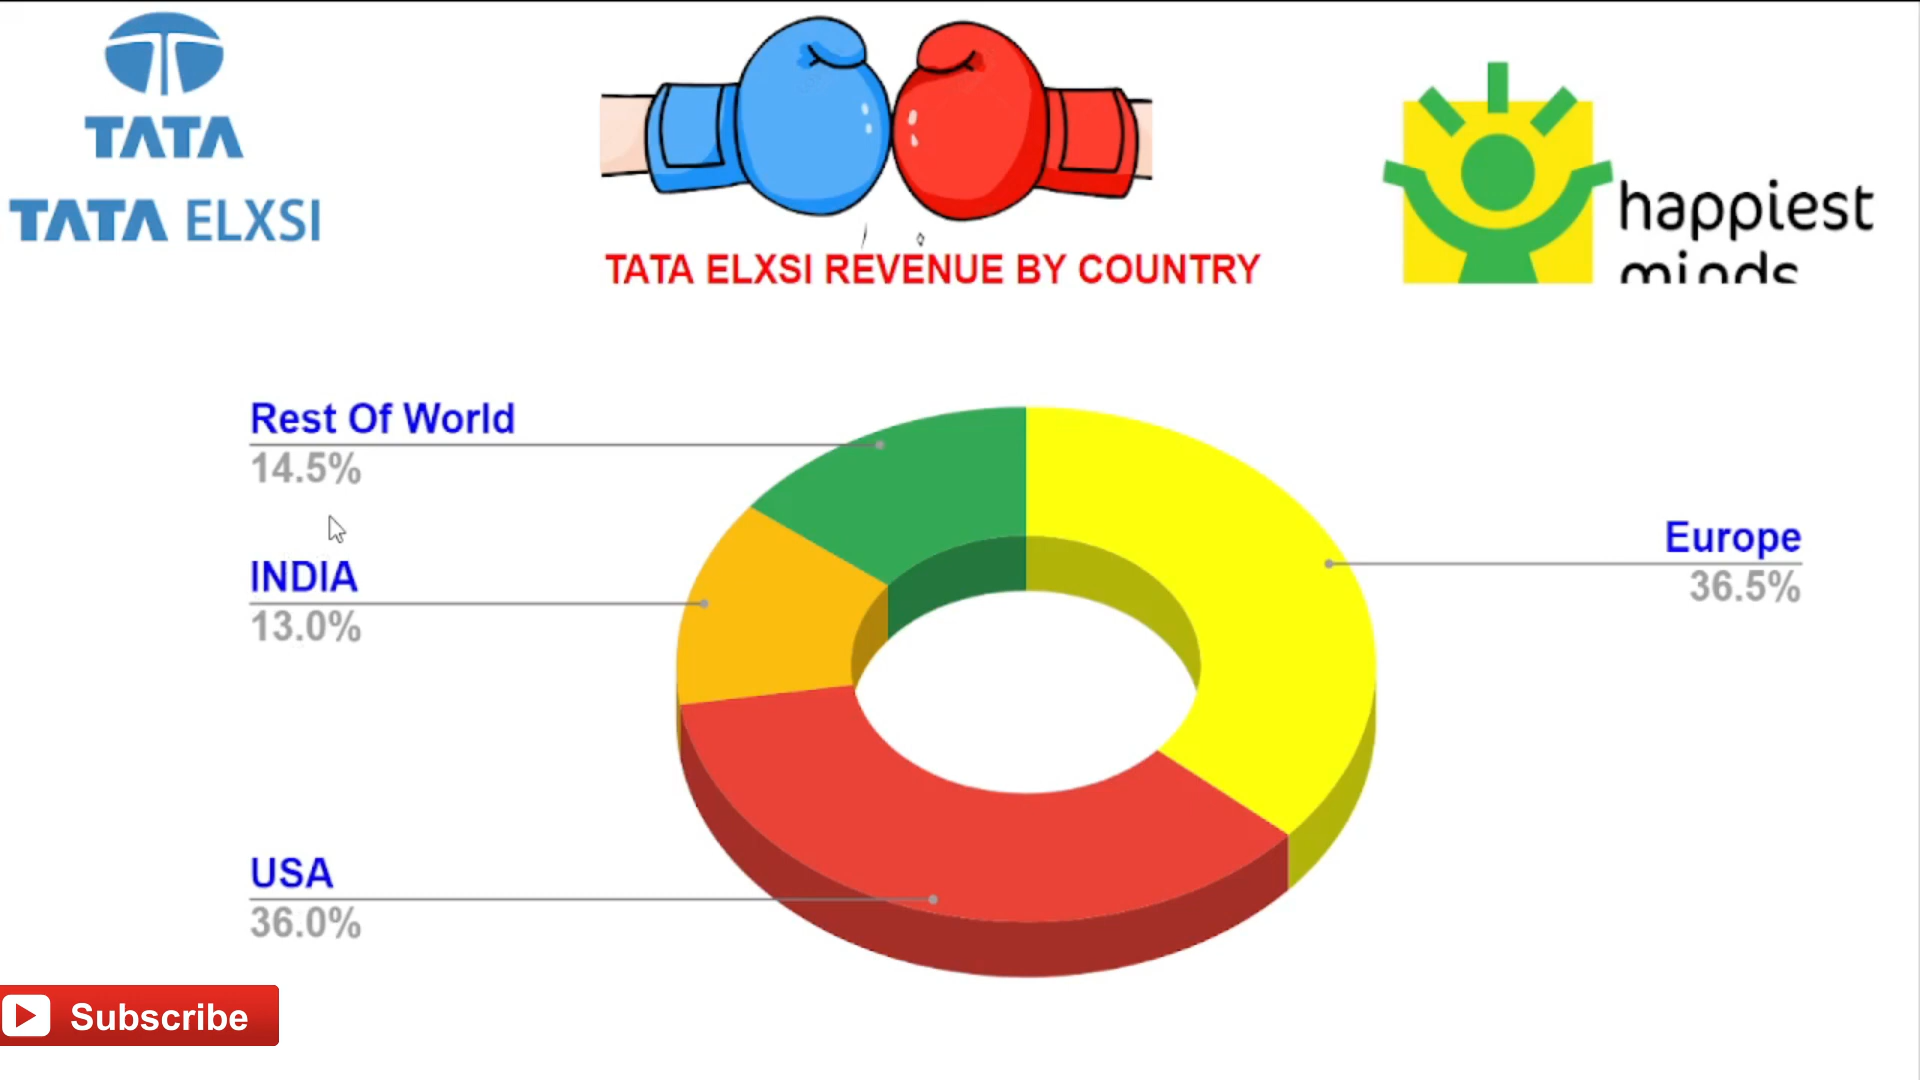 TATA
TATA ELXSI
TATA ELXSI REVENUE BY COUNTRY
happiest
minds
Rest Of World
14.5%
INDIA
13.0%
USA
36.0%
Europe
36.5%
Subscribe